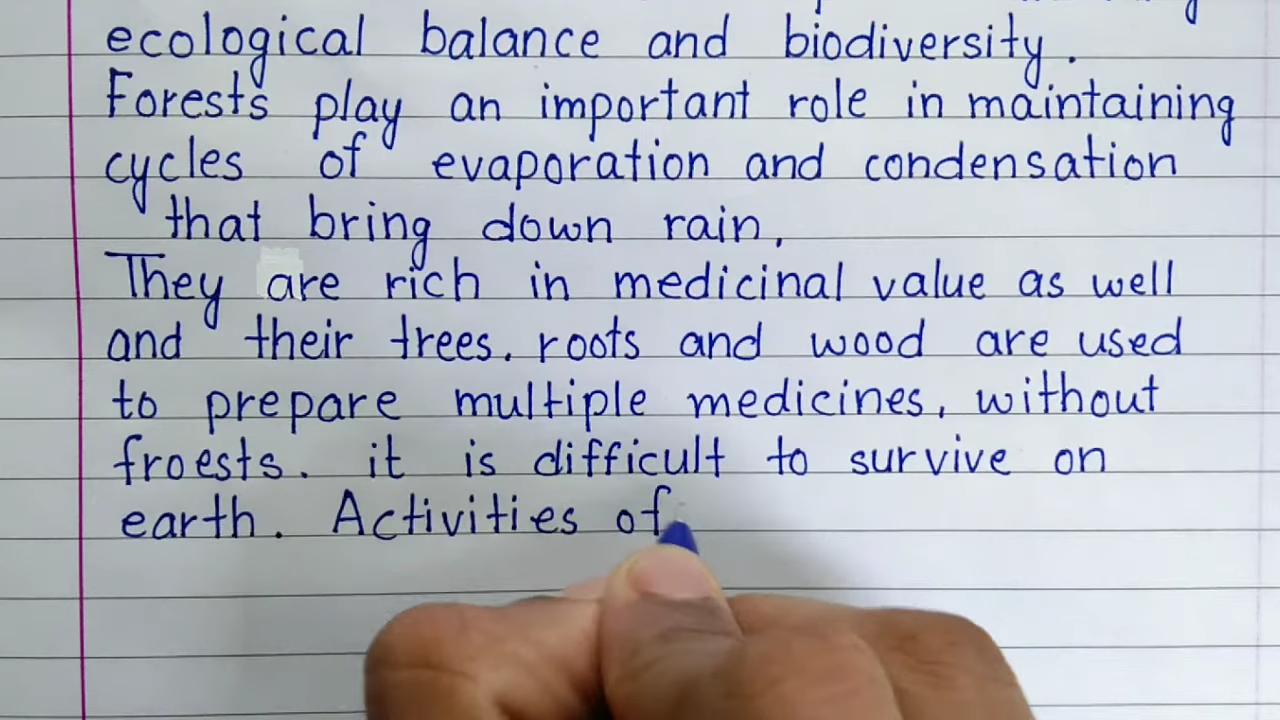 ecological balance and biodiversity.
Forests play an important role in maintaining
cycles of evaporation and condensation
that bring down rain.
They are rich in medicinal value as well
and their trees. roots and wood are used
to prepare multiple medicines. without
froests. it is difficult to survive on
earth. Activities of